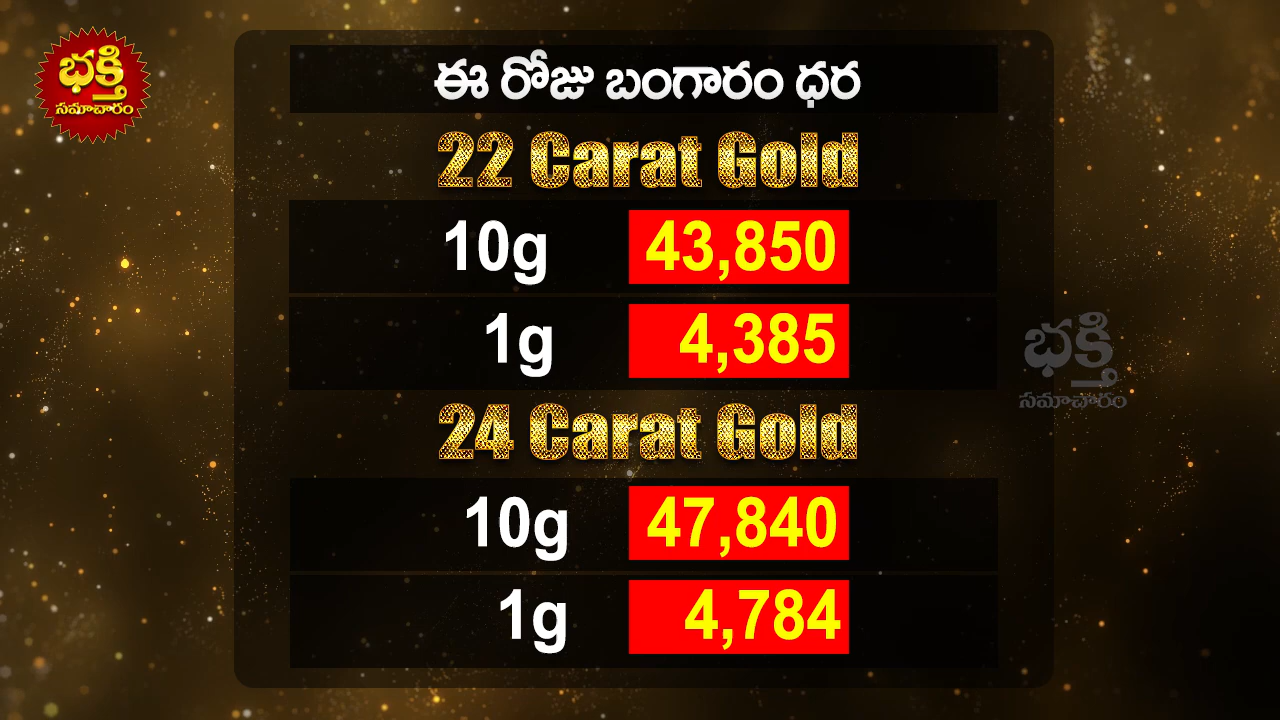 భక్తి
సమాచారం
ఈ రోజు బంగారం ధర
22 Carat Gold
10g 43,850
1g 4,385
24 Carat Gold
10g 47,840
1g 4,784
భక్తి
సమాచారం